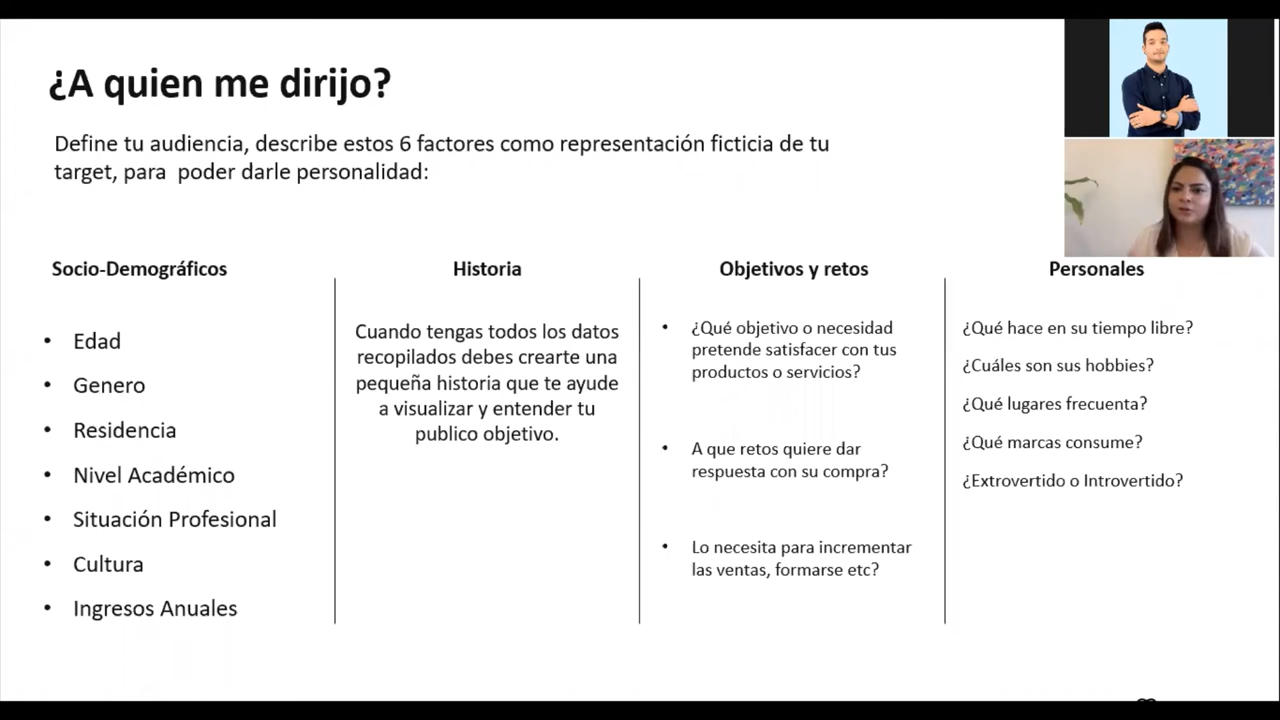 ¿A quien me dirijo?
Define tu audiencia, describe estos 6 factores como representación ficticia de tu
target, para poder darle personalidad:
Socio-Demográficos
• Edad
• Genero
• Residencia
• Nivel Académico
• Situación Profesional
• Cultura
• Ingresos Anuales
Historia
Cuando tengas todos los datos
recopilados debes crearte una
pequeña historia que te ayude
a visualizar y entender tu
publico objetivo.
Objetivos y retos
• ¿Qué objetivo o necesidad
pretende satisfacer con tus
productos o servicios?
• A que retos quiere dar
respuesta con su compra?
• Lo necesita para incrementar
las ventas, formarse etc?
Personales
¿Qué hace en su tiempo libre?
¿Cuáles son sus hobbies?
¿Qué lugares frecuenta?
¿Qué marcas consume?
¿Extrovertido o Introvertido?